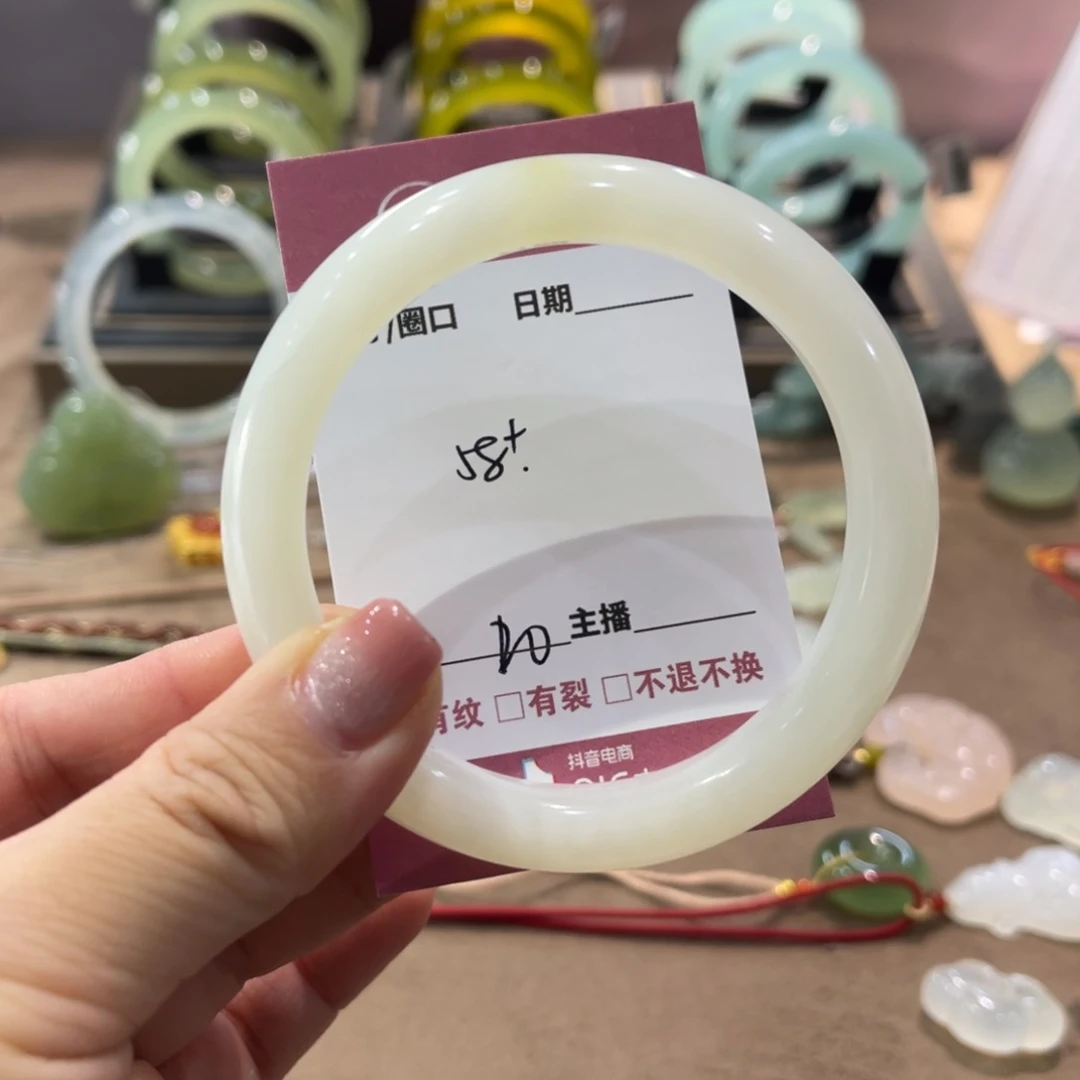 /圈口 日期
58+.
主播
有纹 □有裂 □不退不换
抖音电商